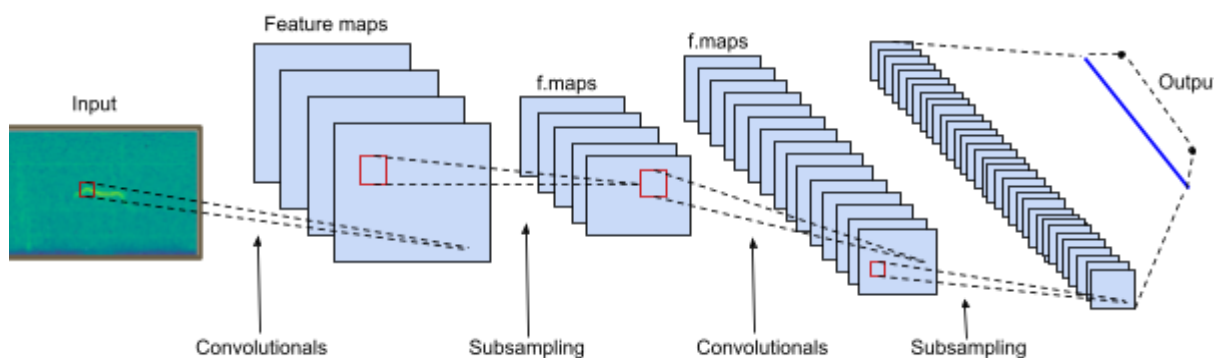 Feature maps
f.maps
f.maps
Input
Outpu
Convolutionals
Subsampling
Convolutionals
Subsampling